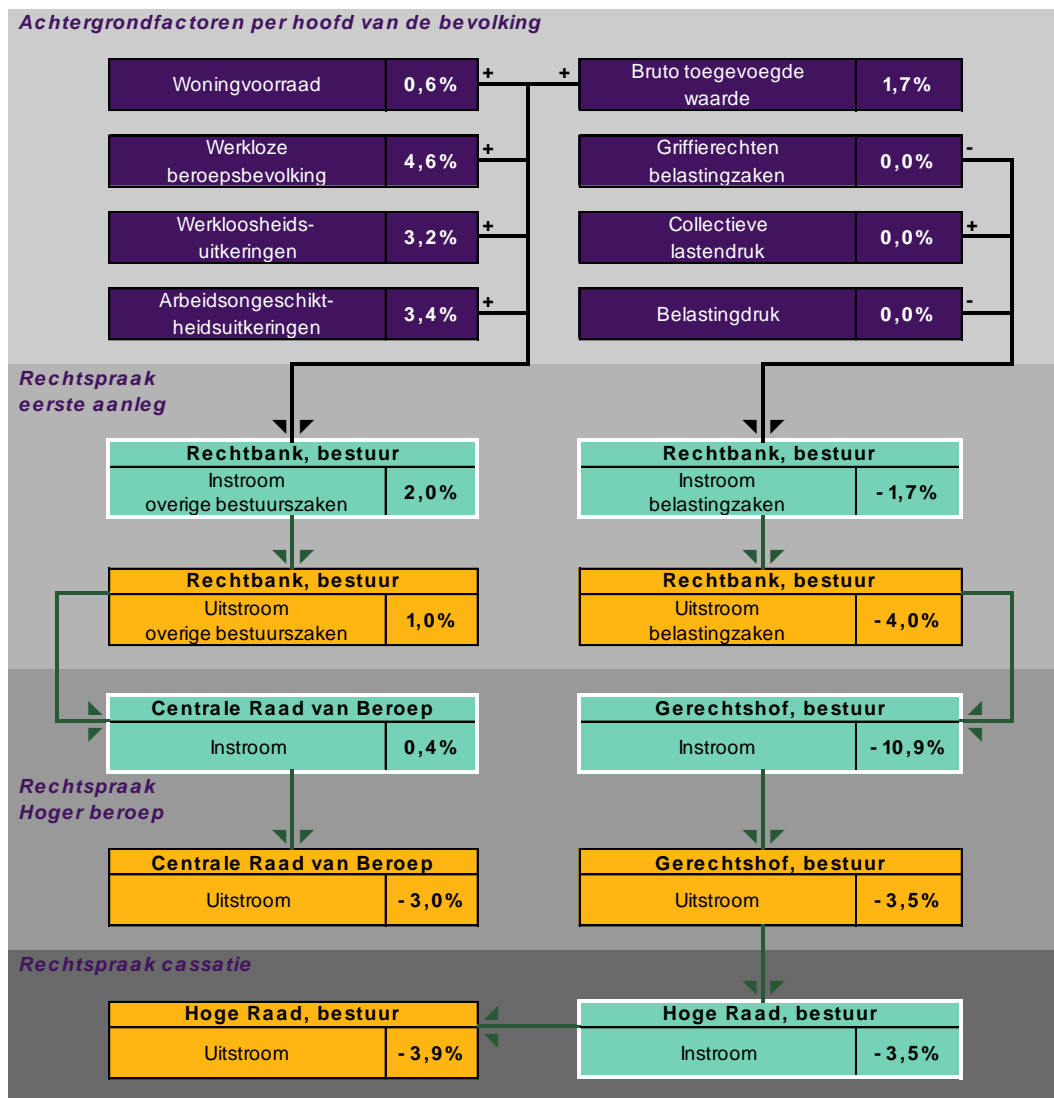 Achtergrondfactoren per hoofd van de bevolking
Woningvoorraad 0,6% + + Bruto toegevoegde
waarde 1,7%
Werkloze
beroepsbevolking 4,6% + Griffierechten
belastingzaken 0,0% -
Werkloosheids-
uitkeringen 3,2% + Collectieve
lastendruk 0,0% +
Arbeidsongeschikt-
heidsuitkeringen 3,4% + Belastingdruk 0,0% -
Rechtspraak
eerste aanleg
Rechtbank, bestuur
Instroom
overige bestuurszaken 2,0%
Rechtbank, bestuur
Instroom
belastingzaken -1,7%
Rechtbank, bestuur
Uitstroom
overige bestuurszaken 1,0%
Rechtbank, bestuur
Uitstroom
belastingzaken -4,0%
Centrale Raad van Beroep
Instroom 0,4%
Gerechtshof, bestuur
Instroom -10,9%
Rechtspraak
Hoger beroep
Centrale Raad van Beroep
Uitstroom -3,0%
Gerechtshof, bestuur
Uitstroom -3,5%
Rechtspraak cassatie
Hoge Raad, bestuur
Uitstroom -3,9%
Hoge Raad, bestuur
Instroom -3,5%